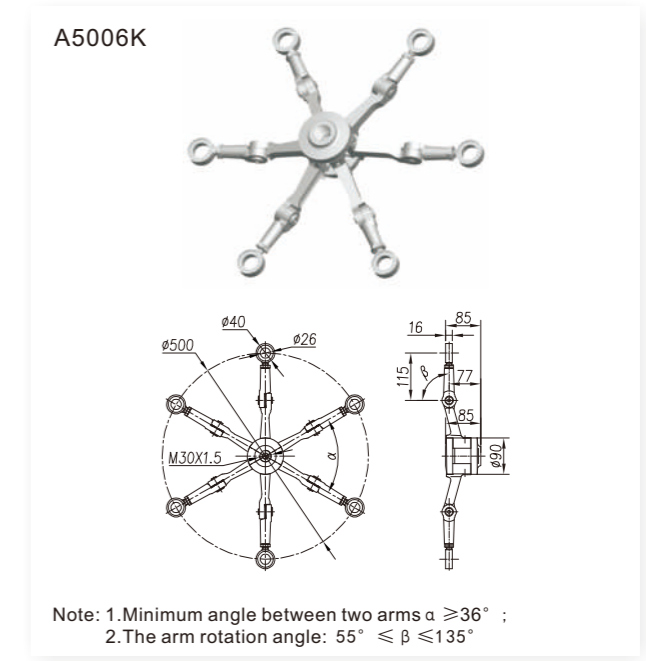 A5006K
ø40
ø26
ø500
M30X1.5
α
85
16
115
β
77
85
ø90
Note: 1.Minimum angle between two arms α ≥36° ;
2.The arm rotation angle: 55° ≤ β ≤135°